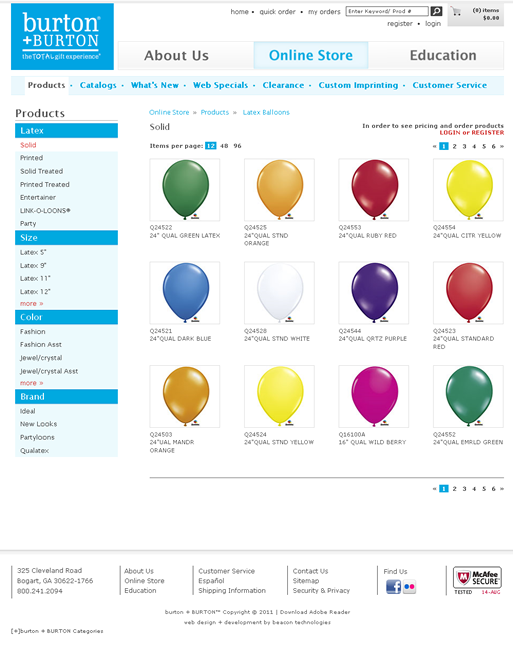 burton
+BURTON
the TOTAL gift experience®
home • quick order • my orders Enter Keyword/ Prod #
register • login
(0) items
$0.00
About Us Online Store Education
Products • Catalogs • What's New • Web Specials • Clearance • Custom Imprinting • Customer Service
Products
Latex
Solid
Printed
Solid Treated
Printed Treated
Entertainer
LINK-O-LOONS®
Party
Size
Latex 5"
Latex 9"
Latex 11"
Latex 12"
more »
Color
Fashion
Fashion Asst
Jewel/crystal
Jewel/crystal Asst
more »
Brand
Ideal
New Looks
Partyloons
Qualatex
Online Store » Products » Latex Balloons
Solid
In order to see pricing and order products
LOGIN or REGISTER
Items per page: 12 48 96
« 1 2 3 4 5 6 »
Q24522
24" QUAL GREEN LATEX
Q24525
24" QUAL STND
ORANGE
Q24553
24"QUAL RUBY RED
Q24554
24"QUAL CITR YELLOW
Q24521
24"QUAL DARK BLUE
Q24528
24"QUAL STND WHITE
Q24544
24"QUAL QRTZ PURPLE
Q24523
24"QUAL STANDARD
RED
Q24503
24"UAL MANDR
ORANGE
Q24524
24"QUAL STND YELLOW
Q16100A
16" QUAL WILD BERRY
Q24552
24"QUAL EMRLD GREEN
« 1 2 3 4 5 6 »
325 Cleveland Road
Bogart, GA 30622-1766
800.241.2094
About Us
Online Store
Education
Customer Service
Español
Shipping Information
Contact Us
Sitemap
Security & Privacy
Find Us
f
McAfee
SECURE™
TESTED 14-AUG
burton + BURTON™ Copyright © 2011 | Download Adobe Reader
web design + development by beacon technologies
[+]burton + BURTON Categories